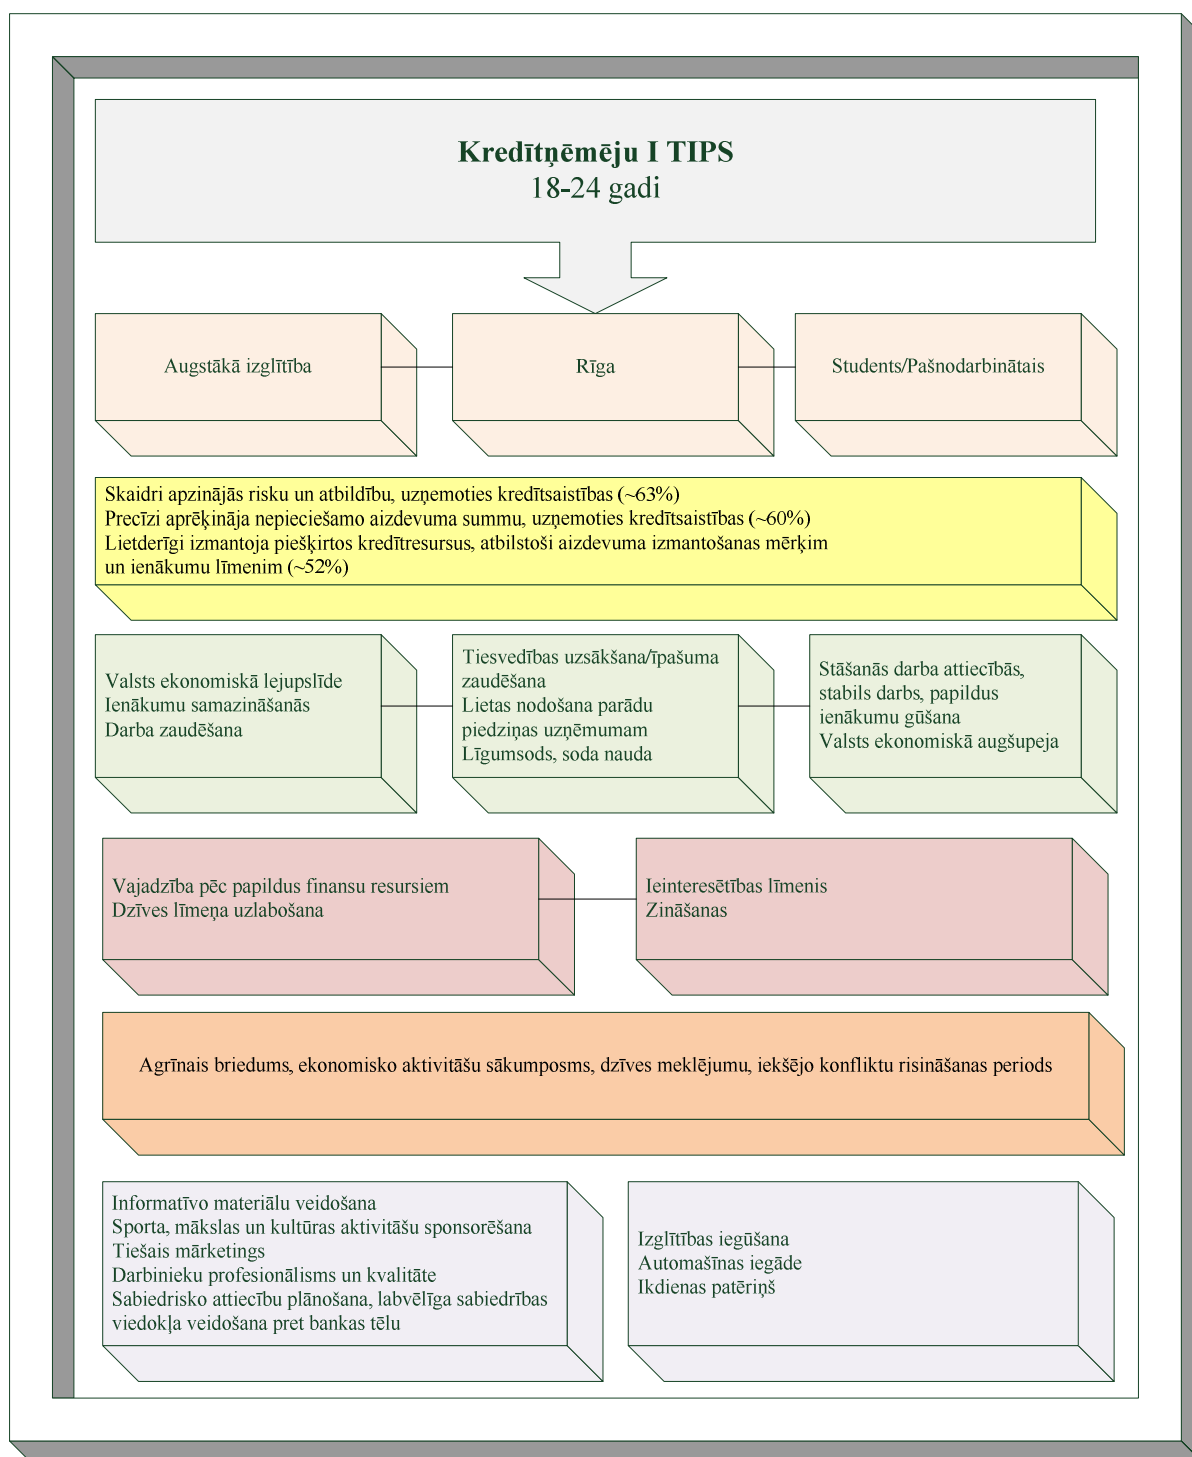 Kredītņēmēju I TIPS
18-24 gadi
Augstākā izglītība
Rīga
Students/Pašnodarbinātais
Skaidri apzinājās risku un atbildību, uzņemoties kredītsaistības (~63%)
Precīzi aprēķināja nepieciešamo aizdevuma summu, uzņemoties kredītsaistības (~60%)
Lietderīgi izmantoja piešķirtos kredītresursus, atbilstoši aizdevuma izmantošanas mērķim
un ienākumu līmenim (~52%)
Valsts ekonomiskā lejupslīde
Ienākumu samazināšanās
Darba zaudēšana
Tiesvedības uzsākšana/īpašuma
zaudēšana
Lietas nodošana parādu
piedziņas uzņēmumam
Līgumsods, soda nauda
Stāšanās darba attiecībās,
stabils darbs, papildus
ienākumu gūšana
Valsts ekonomiskā augšupeja
Vajadzība pēc papildus finansu resursiem
Dzīves līmeņa uzlabošana
Ieinteresētības līmenis
Zināšanas
Agrīnais briedums, ekonomisko aktivitāšu sākumposms, dzīves meklējumu, iekšējo konfliktu risināšanas periods
Informatīvo materiālu veidošana
Sporta, mākslas un kultūras aktivitāšu sponsorēšana
Tiešais mārketings
Darbinieku profesionālisms un kvalitāte
Sabiedrisko attiecību plānošana, labvēlīga sabiedrības
viedokļa veidošana pret bankas tēlu
Izglītības iegūšana
Automašīnas iegāde
Ikdienas patēriņš